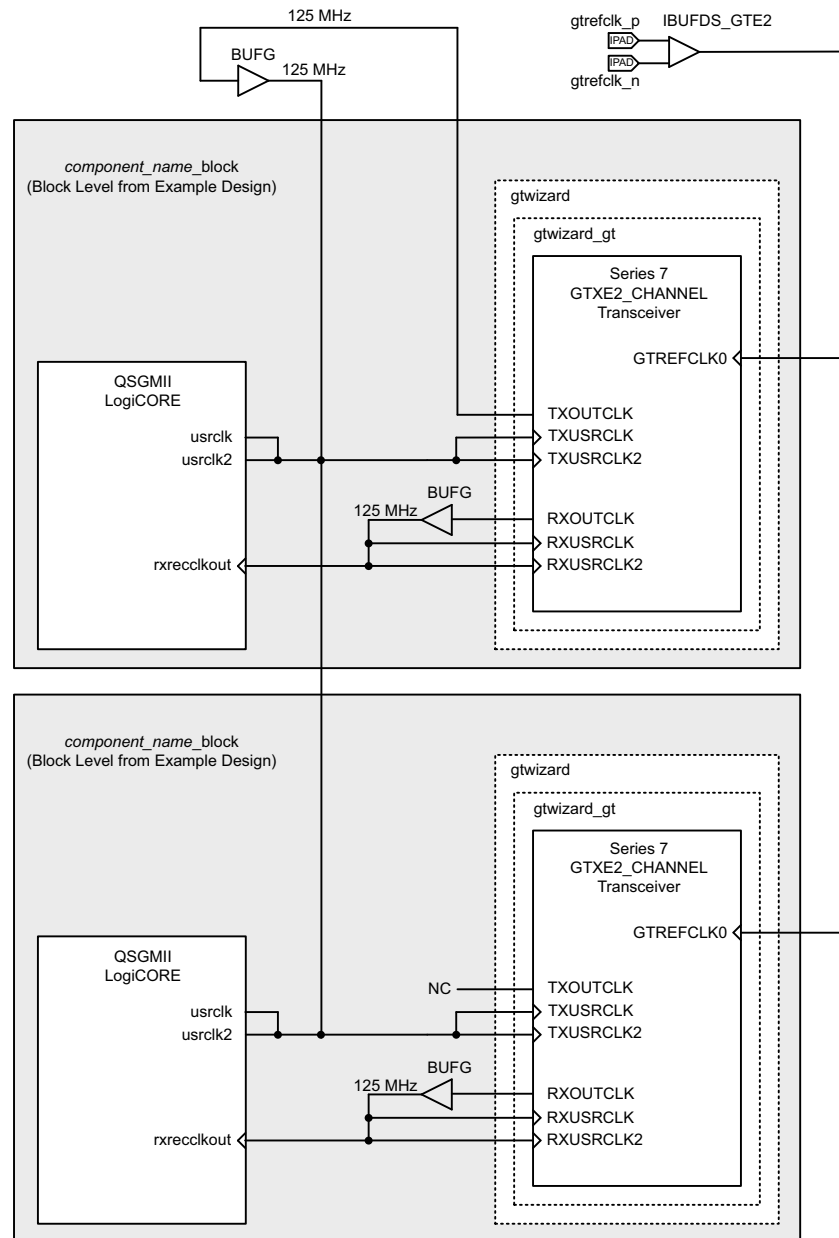 125 MHz
BUFG
125 MHz
gtrefclk_p
IBUFDS_GTE2
IPAD
IPAD
gtrefclk_n
component_name_block
(Block Level from Example Design)
gtwizard
gtwizard_gt
Series 7
GTXE2_CHANNEL
Transceiver
GTREFCLK0
QSGMII
LogiCORE
usrclk
usrclk2
rxrecclkout
TXOUTCLK
TXUSRCLK
TXUSRCLK2
BUFG
125 MHz
RXOUTCLK
RXUSRCLK
RXUSRCLK2
component_name_block
(Block Level from Example Design)
gtwizard
gtwizard_gt
Series 7
GTXE2_CHANNEL
Transceiver
GTREFCLK0
QSGMII
LogiCORE
usrclk
usrclk2
rxrecclkout
NC
TXOUTCLK
TXUSRCLK
TXUSRCLK2
BUFG
125 MHz
RXOUTCLK
RXUSRCLK
RXUSRCLK2